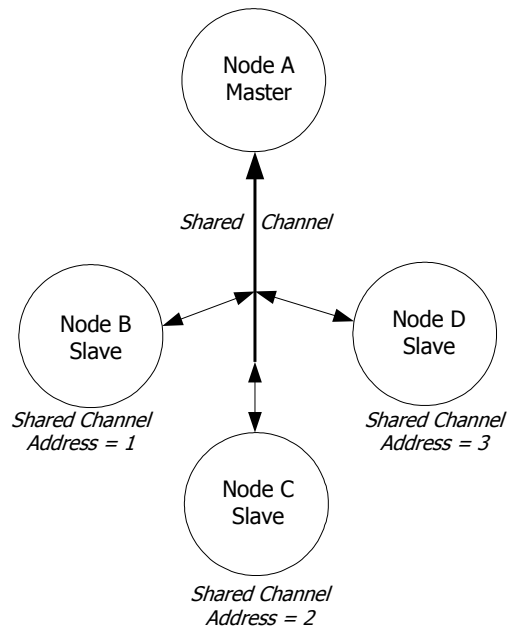 Node A
Master
Shared Channel
Node B
Slave
Node D
Slave
Shared Channel
Address = 1
Shared Channel
Address = 3
Node C
Slave
Shared Channel
Address = 2